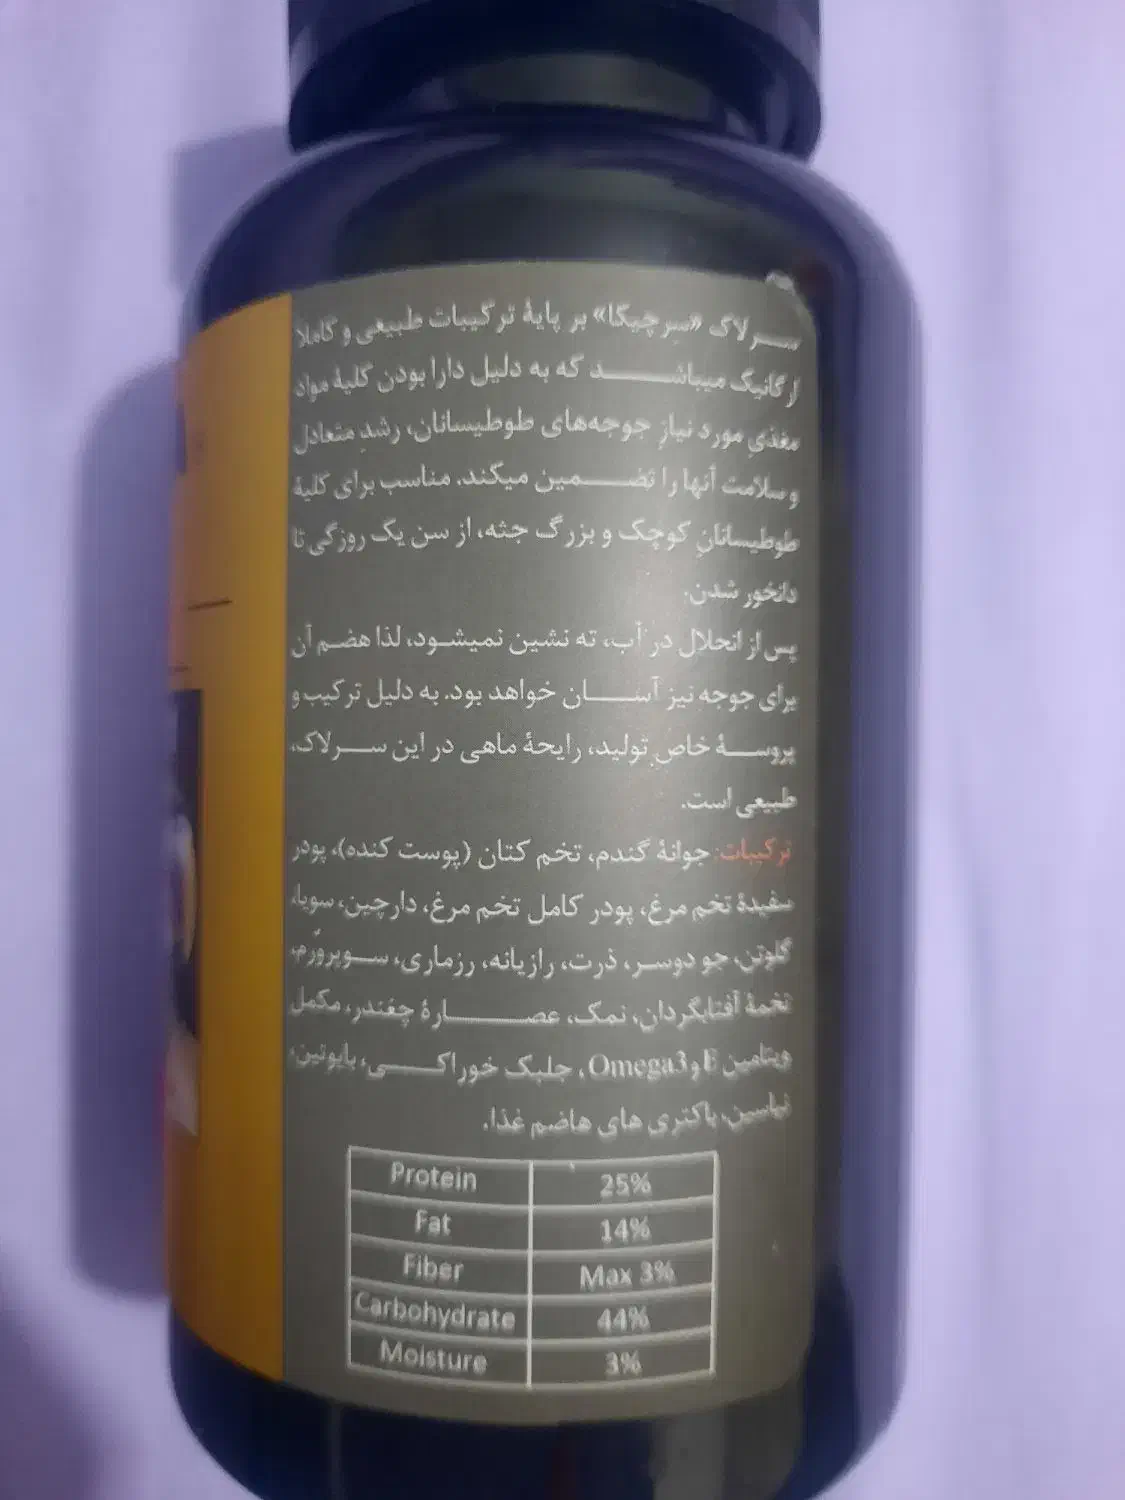 سرلاک «سرچیکا» بر پایهٔ ترکیبات طبیعی و کاملا
ارگانیک میباشد که به دلیل دارا بودن کلیهٔ مواد
مغذیِ مورد نیازِ جوجه‌های طوطیسانان، رشدِ متعادل
و سلامت آنها را تضمین میکند. مناسب برای کلیهٔ
طوطیسانانِ کوچک و بزرگ جثه، از سن یک روزگی تا
دانخور شدن.
پس از انحلال در آب، ته نشین نمیشود، لذا هضم آن
برای جوجه نیز آسان خواهد بود. به دلیل ترکیب و
پروسهٔ خاصِ تولید، رایحهٔ ماهی در این سرلاک،
طبیعی است.
ترکیبات: جوانهٔ گندم، تخم کتان (پوست کنده)، پودر
سفیدهٔ تخم مرغ، پودر کامل تخم مرغ، دارچین، سویا،
گلوتن، جو دوسر، ذرت، رازیانه، رزماری، سوپروُرم،
تخمهٔ آفتابگردان، نمک، عصارهٔ چغندر، مکمل
ویتامین E و Omega3، جلبک خوراکی، بایوتین،
نیاسین، باکتری های هاضم غذا.
Protein 25%
Fat 14%
Fiber Max 3%
Carbohydrate 44%
Moisture 3%